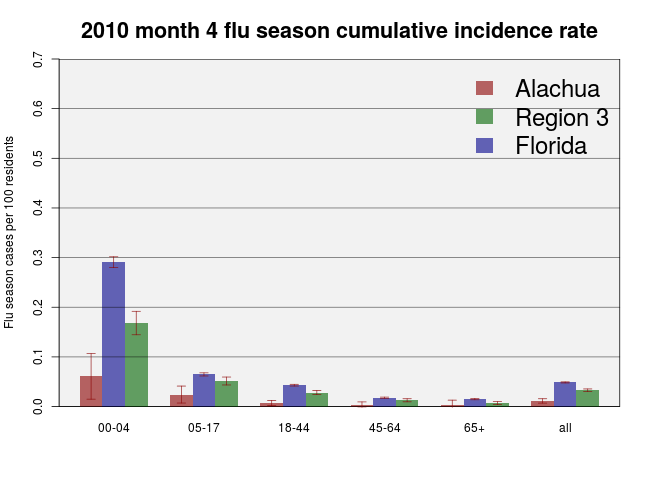 2010 month 4 flu season cumulative incidence rate
Flu season cases per 100 residents
0.7
0.6
0.5
0.4
0.3
0.2
0.1
0.0
Alachua
Region 3
Florida
00-04
05-17
18-44
45-64
65+
all